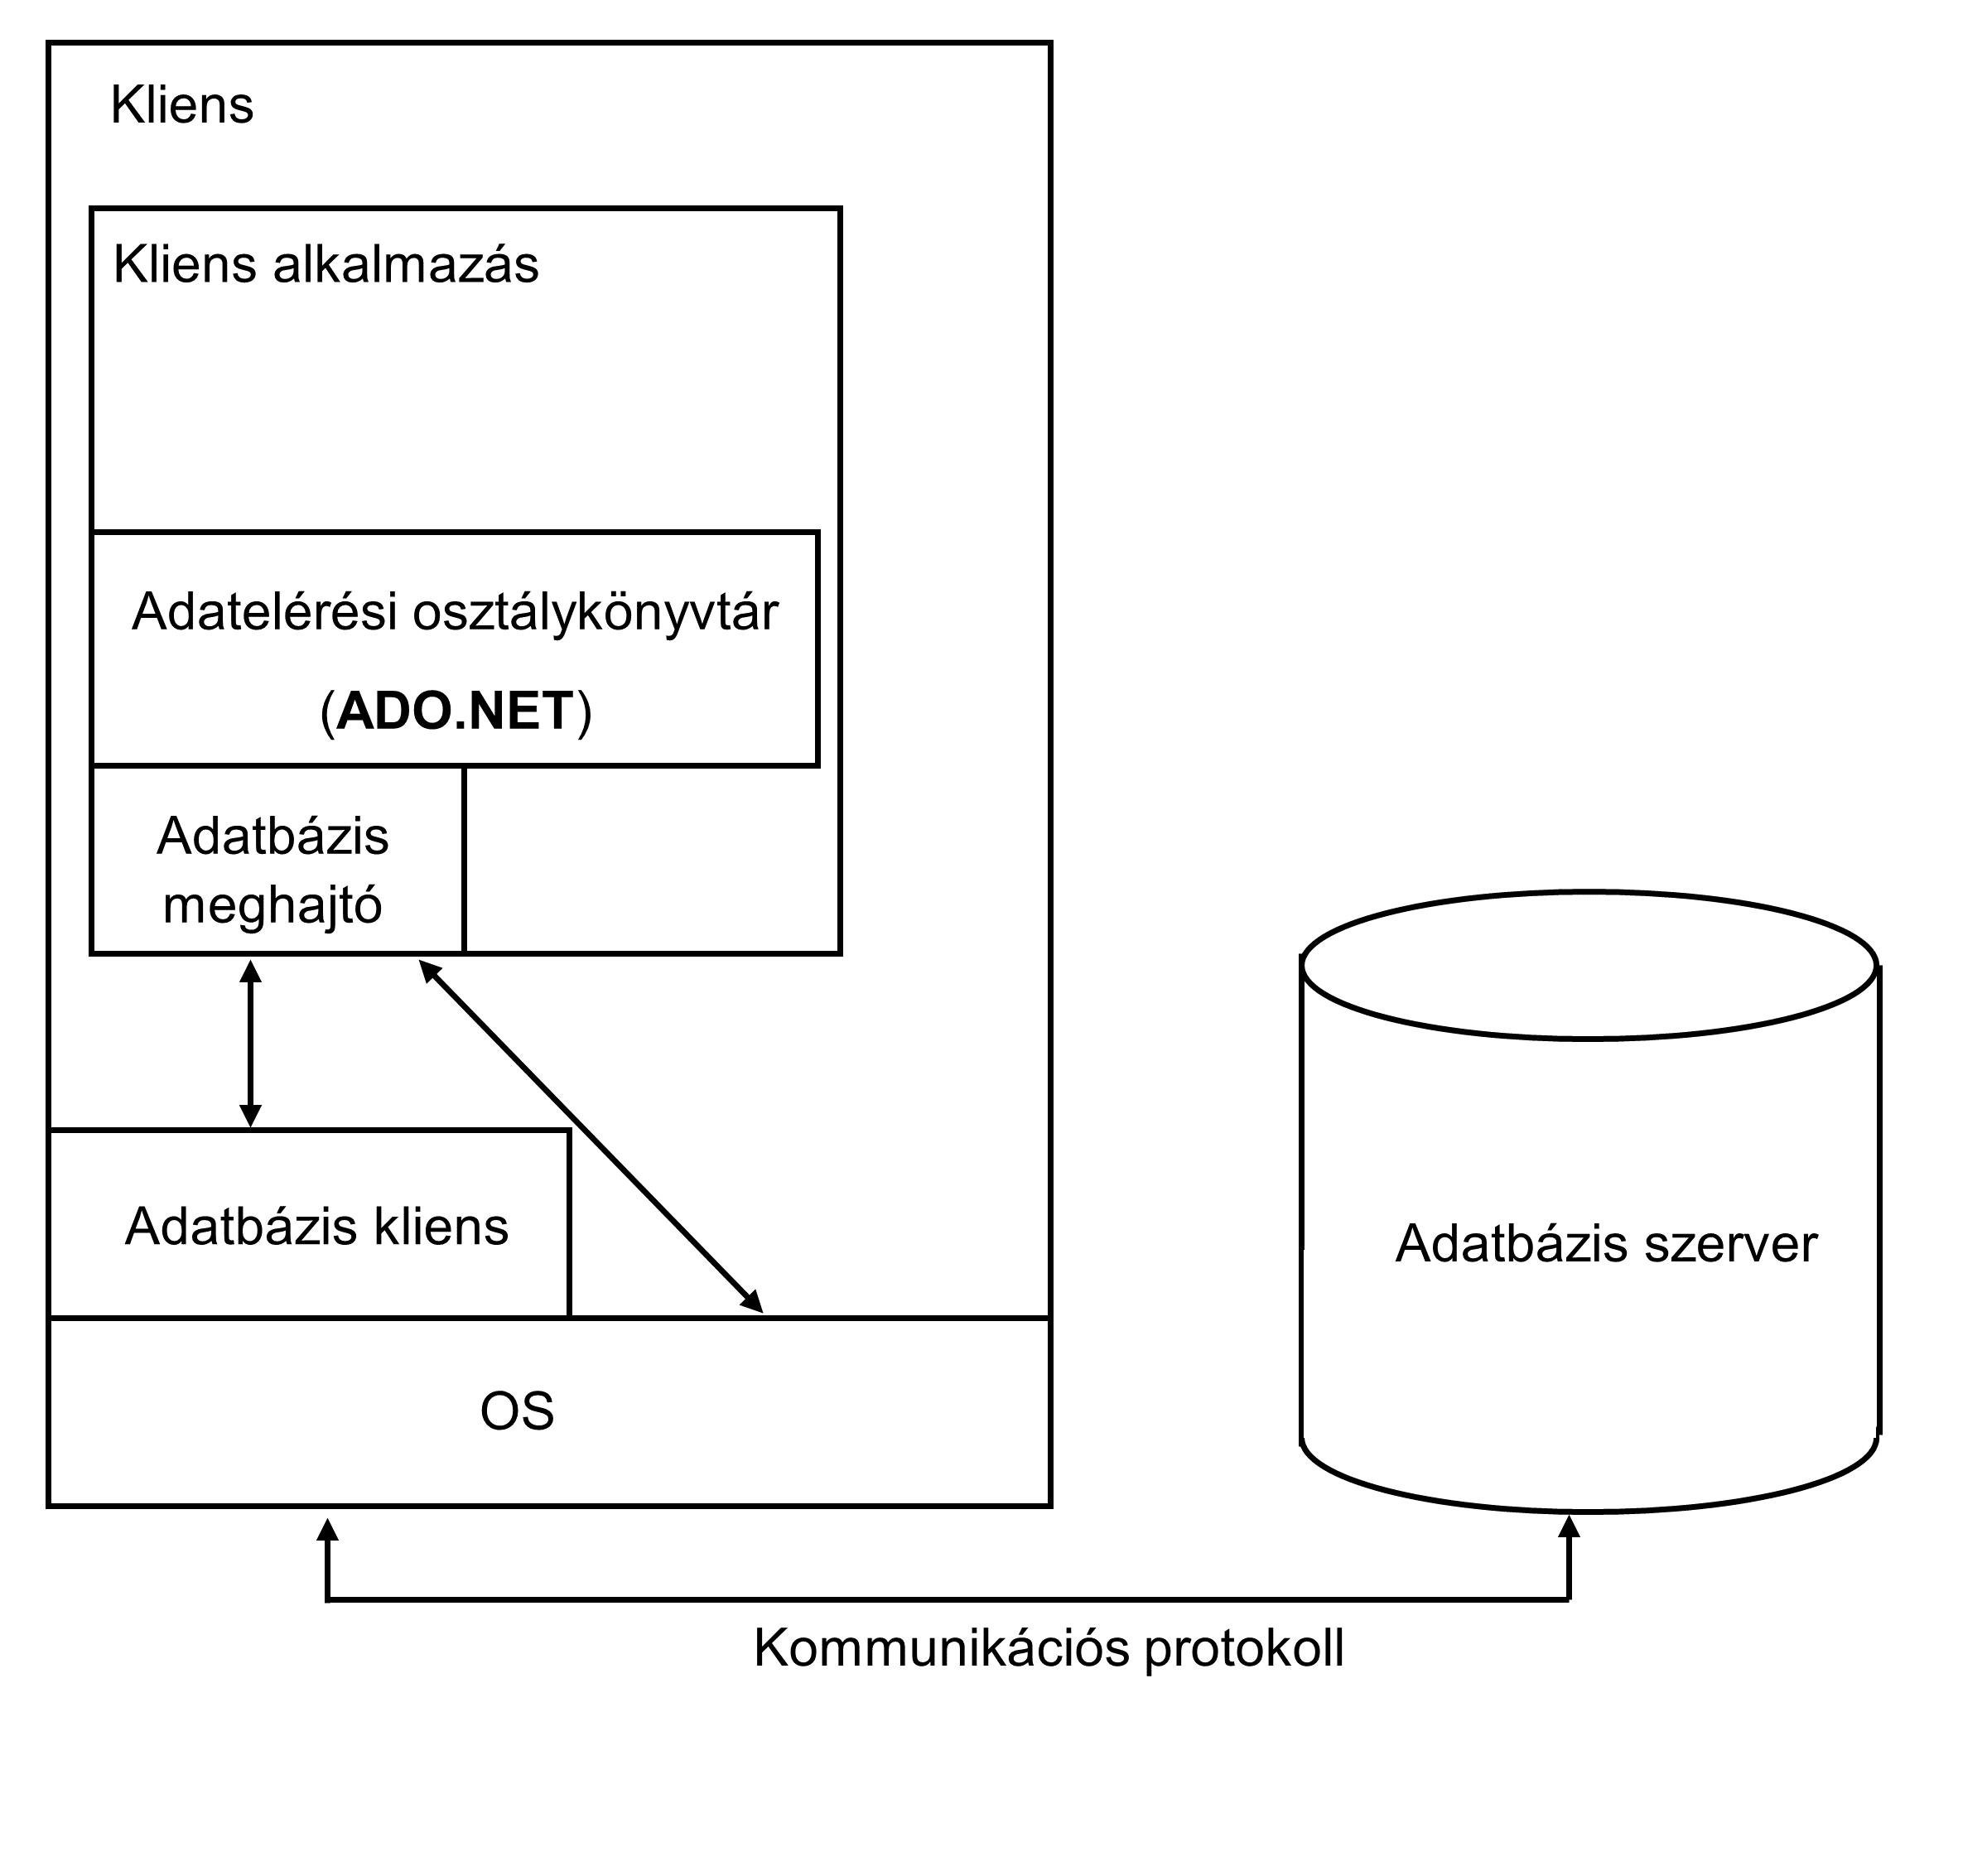 Kliens
Kliens alkalmazás
Adatelérési osztálykönyvtár
(ADO.NET)
Adatbázis
meghajtó
Adatbázis kliens
Adatbázis szerver
OS
Kommunikációs protokoll